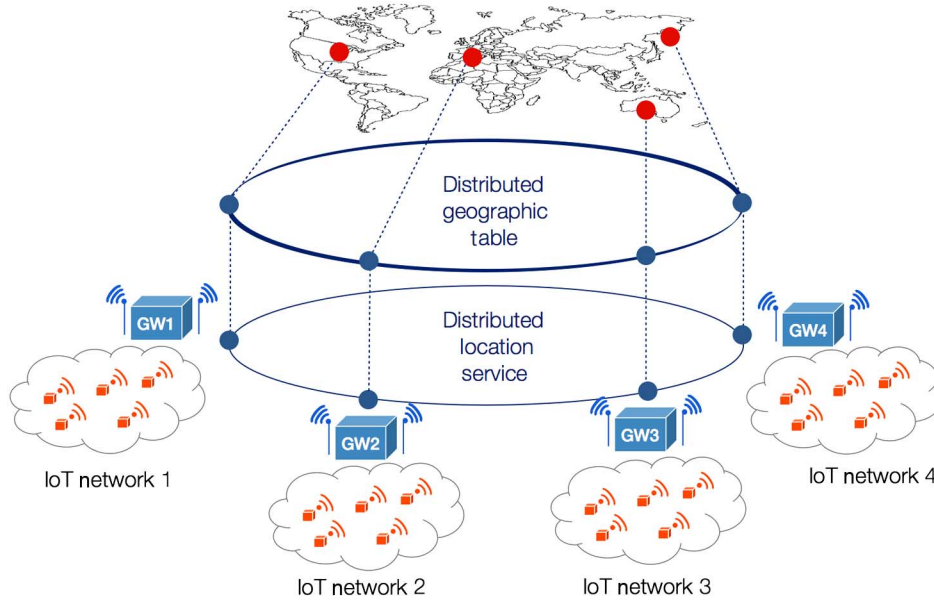 Distributed
geographic
table
Distributed
location
service
GW1
GW4
GW2
GW3
IoT network 1
IoT network 4
IoT network 2
IoT network 3